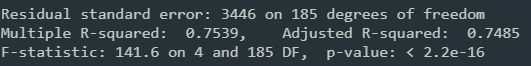 Residual standard error: 3446 on 185 degrees of freedom
Multiple R-squared:  0.7539,    Adjusted R-squared:  0.7485
F-statistic: 141.6 on 4 and 185 DF,  p-value: < 2.2e-16